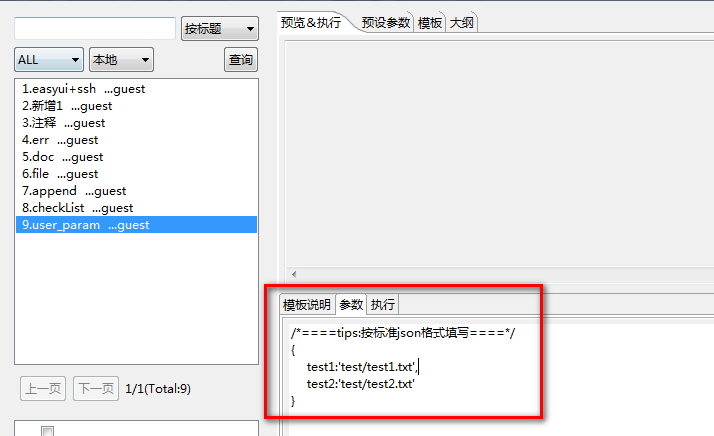 按标题
ALL 本地 查询
1.easyui+ssh ...guest
2.新增1 ...guest
3.注释 ...guest
4.err ...guest
5.doc ...guest
6.file ...guest
7.append ...guest
8.checkList ...guest
9.user_param ...guest
上一页 下一页 1/1(Total:9)
预览&执行 预设参数 模板 大纲
模板说明 参数 执行
/*====tips:按标准json格式填写====*/
{
test1:'test/test1.txt',
test2:'test/test2.txt'
}